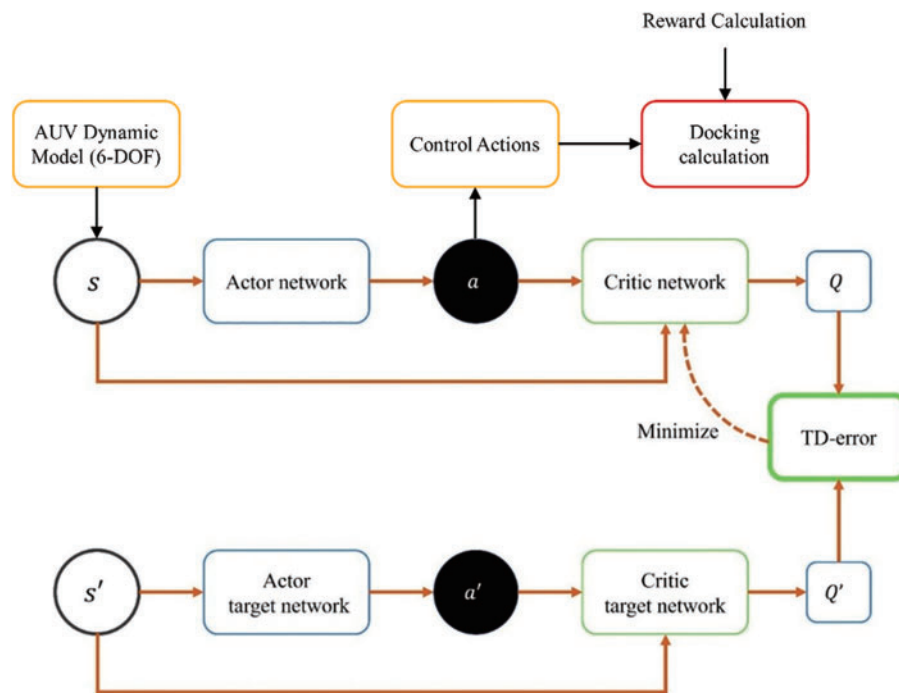 Reward Calculation
AUV Dynamic
Model (6-DOF)
Control Actions
Docking
calculation
s
Actor network
a
Critic network
Q
Minimize
TD-error
s'
Actor
target network
a'
Critic
target network
Q'